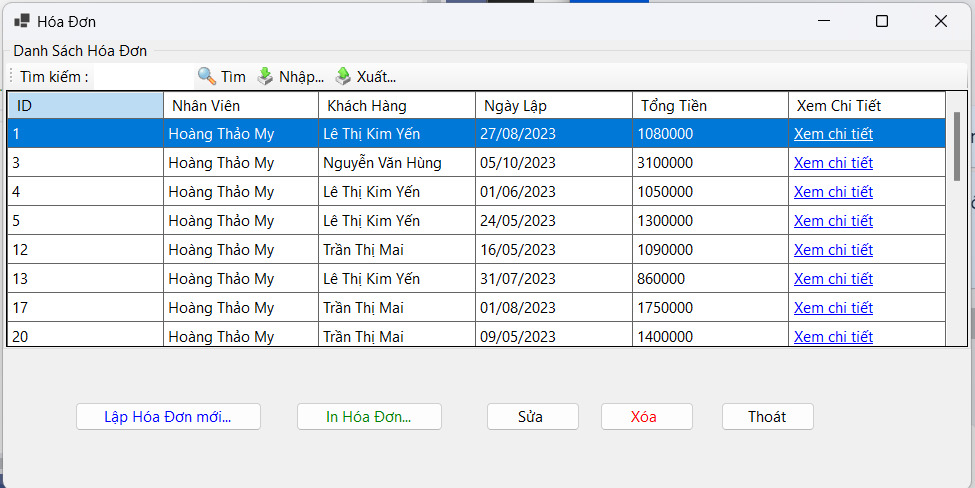 Hóa Đơn
Danh Sách Hóa Đơn
Tìm kiếm : Tìm Nhập... Xuất...
ID Nhân Viên Khách Hàng Ngày Lập Tổng Tiền Xem Chi Tiết
1 Hoàng Thảo My Lê Thị Kim Yến 27/08/2023 1080000 Xem chi tiết
3 Hoàng Thảo My Nguyễn Văn Hùng 05/10/2023 3100000 Xem chi tiết
4 Hoàng Thảo My Lê Thị Kim Yến 01/06/2023 1050000 Xem chi tiết
5 Hoàng Thảo My Lê Thị Kim Yến 24/05/2023 1300000 Xem chi tiết
12 Hoàng Thảo My Trần Thị Mai 16/05/2023 1090000 Xem chi tiết
13 Hoàng Thảo My Lê Thị Kim Yến 31/07/2023 860000 Xem chi tiết
17 Hoàng Thảo My Trần Thị Mai 01/08/2023 1750000 Xem chi tiết
20 Hoàng Thảo My Trần Thị Mai 09/05/2023 1400000 Xem chi tiết
Lập Hóa Đơn mới... In Hóa Đơn... Sửa Xóa Thoát